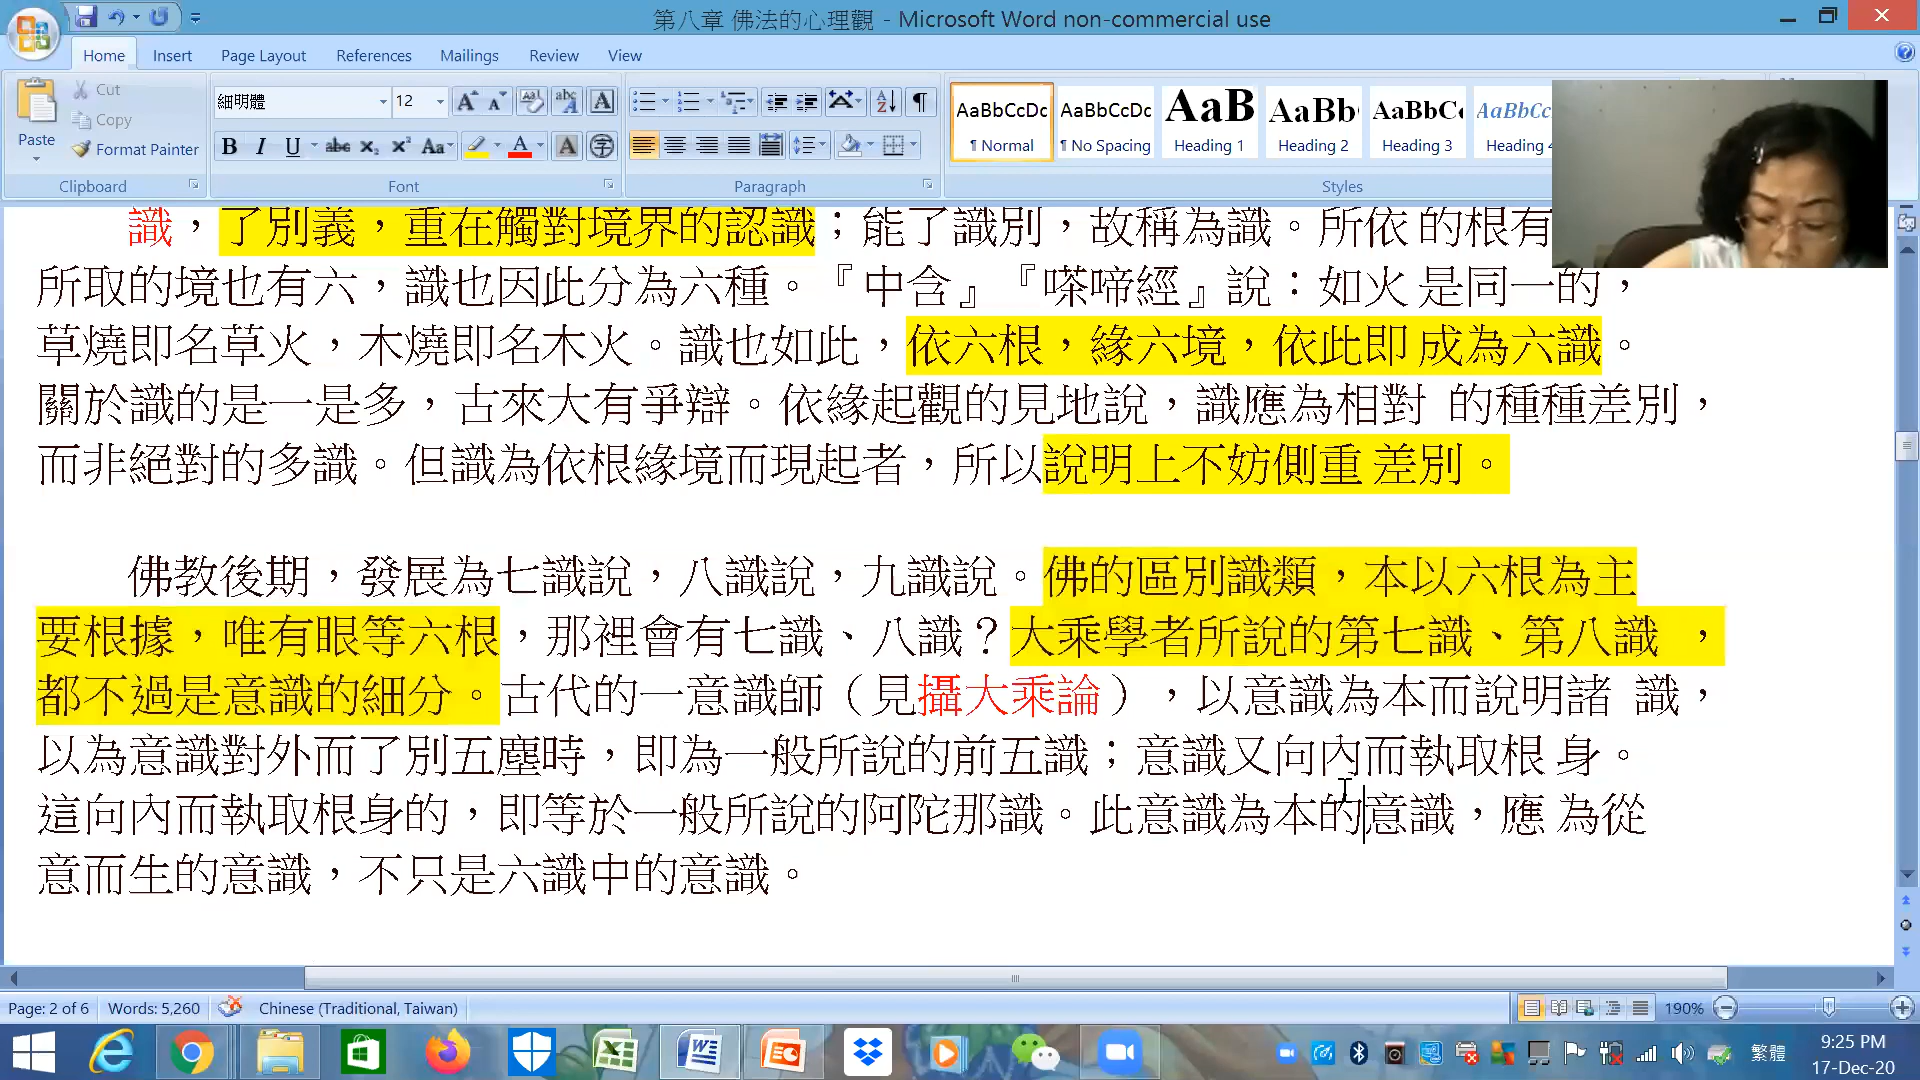 第八章 佛法的心理觀 - Microsoft Word non-commercial use
Home Insert Page Layout References Mailings Review View
Paste
Cut
Copy
Format Painter
細明體 12
AaBbCcDc AaBbCcDc AaB AaBb AaBbC AaBbCc
¶ Normal ¶ No Spacing Heading 1 Heading 2 Heading 3 Heading 4
Clipboard Font Paragraph Styles
識，了別義，重在觸對境界的認識；能了識別，故稱為識。所依 的根有
所取的境也有六，識也因此分為六種。『中含』『嗏啼經』說：如火 是同一的，
草燒即名草火，木燒即名木火。識也如此，依六根，緣六境，依此即 成為六識。
關於識的是一是多，古來大有爭辯。依緣起觀的見地說，識應為相對 的種種差別，
而非絕對的多識。但識為依根緣境而現起者，所以說明上不妨側重 差別。
佛教後期，發展為七識說，八識說，九識說。佛的區別識類，本以六根為主
要根據，唯有眼等六根，那裡會有七識、八識？大乘學者所說的第七識、第八識 ，
都不過是意識的細分。古代的一意識師（見攝大乘論），以意識為本而說明諸 識，
以為意識對外而了別五塵時，即為一般所說的前五識；意識又向內而執取根 身。
這向內而執取根身的，即等於一般所說的阿陀那識。此意識為本的意識，應 為從
意而生的意識，不只是六識中的意識。
Page: 2 of 6 Words: 5,260 Chinese (Traditional, Taiwan) 190%
繁體
9:25 PM
17-Dec-20